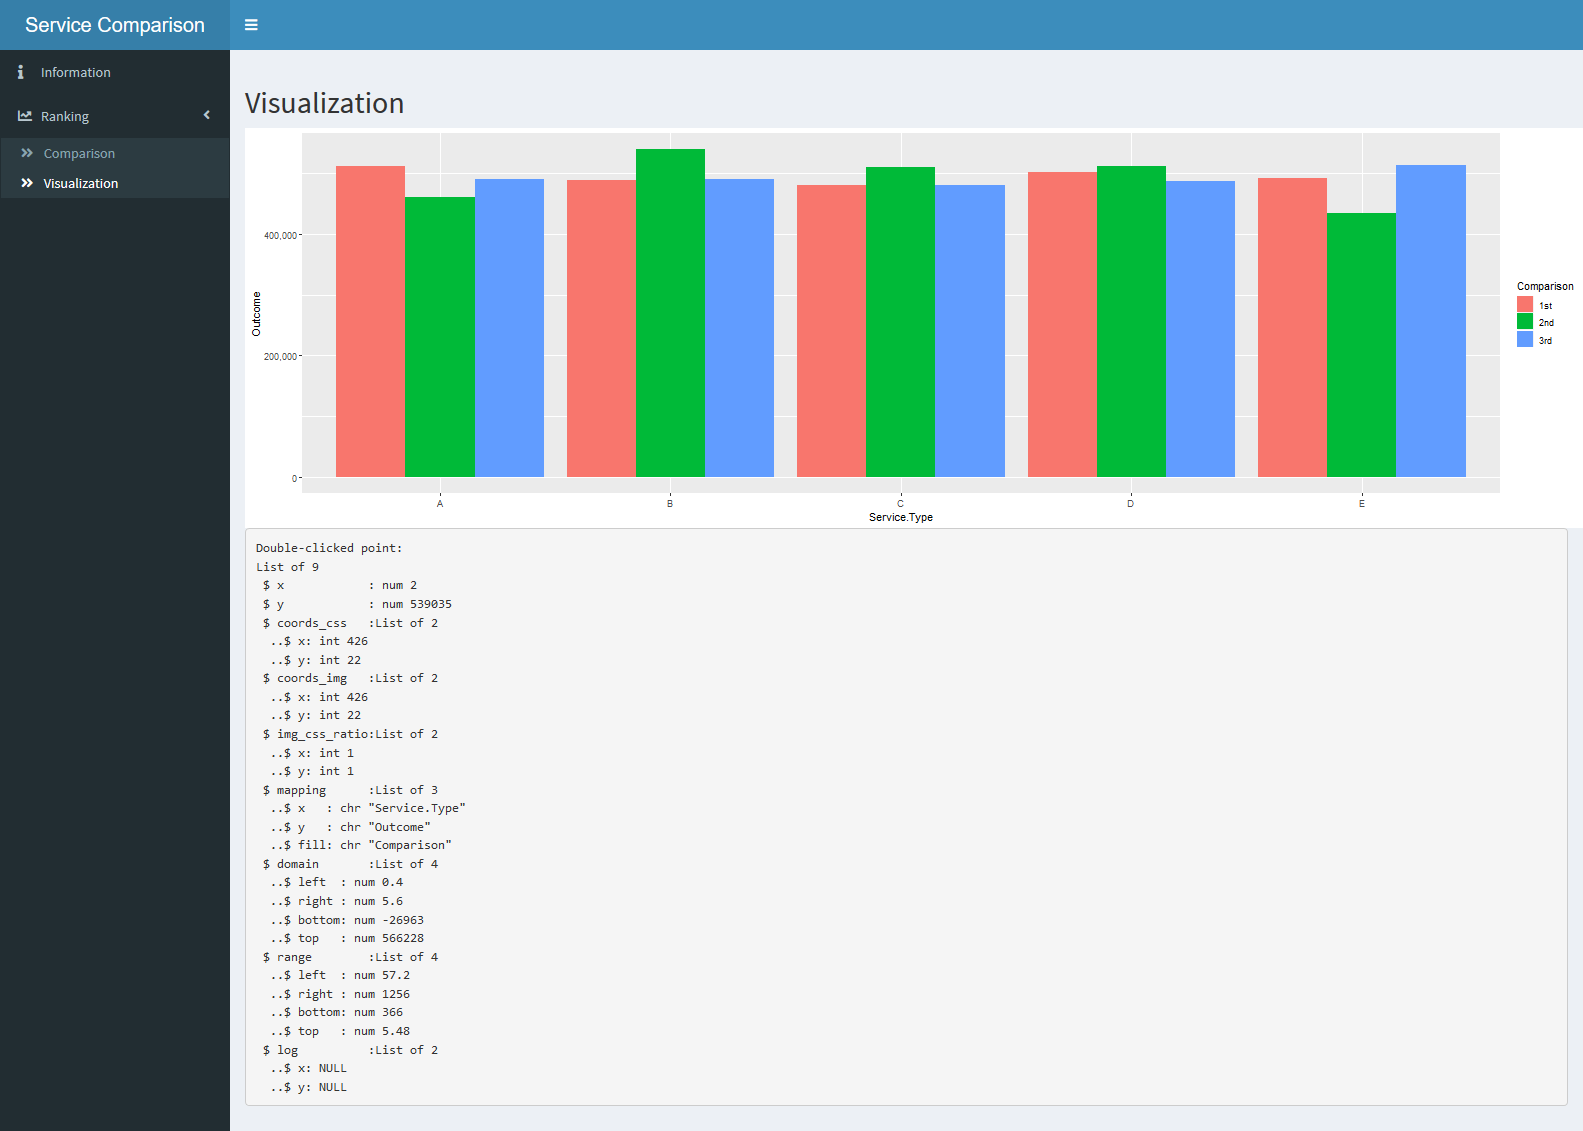 Service Comparison
Information
Ranking
Comparison
Visualization
Visualization
Outcome
400,000
200,000
0
A B C D E
Service.Type
Comparison
1st
2nd
3rd
Double-clicked point:
List of 9
 $ x            : num 2
 $ y            : num 539035
 $ coords_css   :List of 2
  ..$ x: int 426
  ..$ y: int 22
 $ coords_img   :List of 2
  ..$ x: int 426
  ..$ y: int 22
 $ img_css_ratio:List of 2
  ..$ x: int 1
  ..$ y: int 1
 $ mapping      :List of 3
  ..$ x   : chr "Service.Type"
  ..$ y   : chr "Outcome"
  ..$ fill: chr "Comparison"
 $ domain       :List of 4
  ..$ left  : num 0.4
  ..$ right : num 5.6
  ..$ bottom: num -26963
  ..$ top   : num 566228
 $ range        :List of 4
  ..$ left  : num 57.2
  ..$ right : num 1256
  ..$ bottom: num 366
  ..$ top   : num 5.48
 $ log          :List of 2
  ..$ x: NULL
  ..$ y: NULL